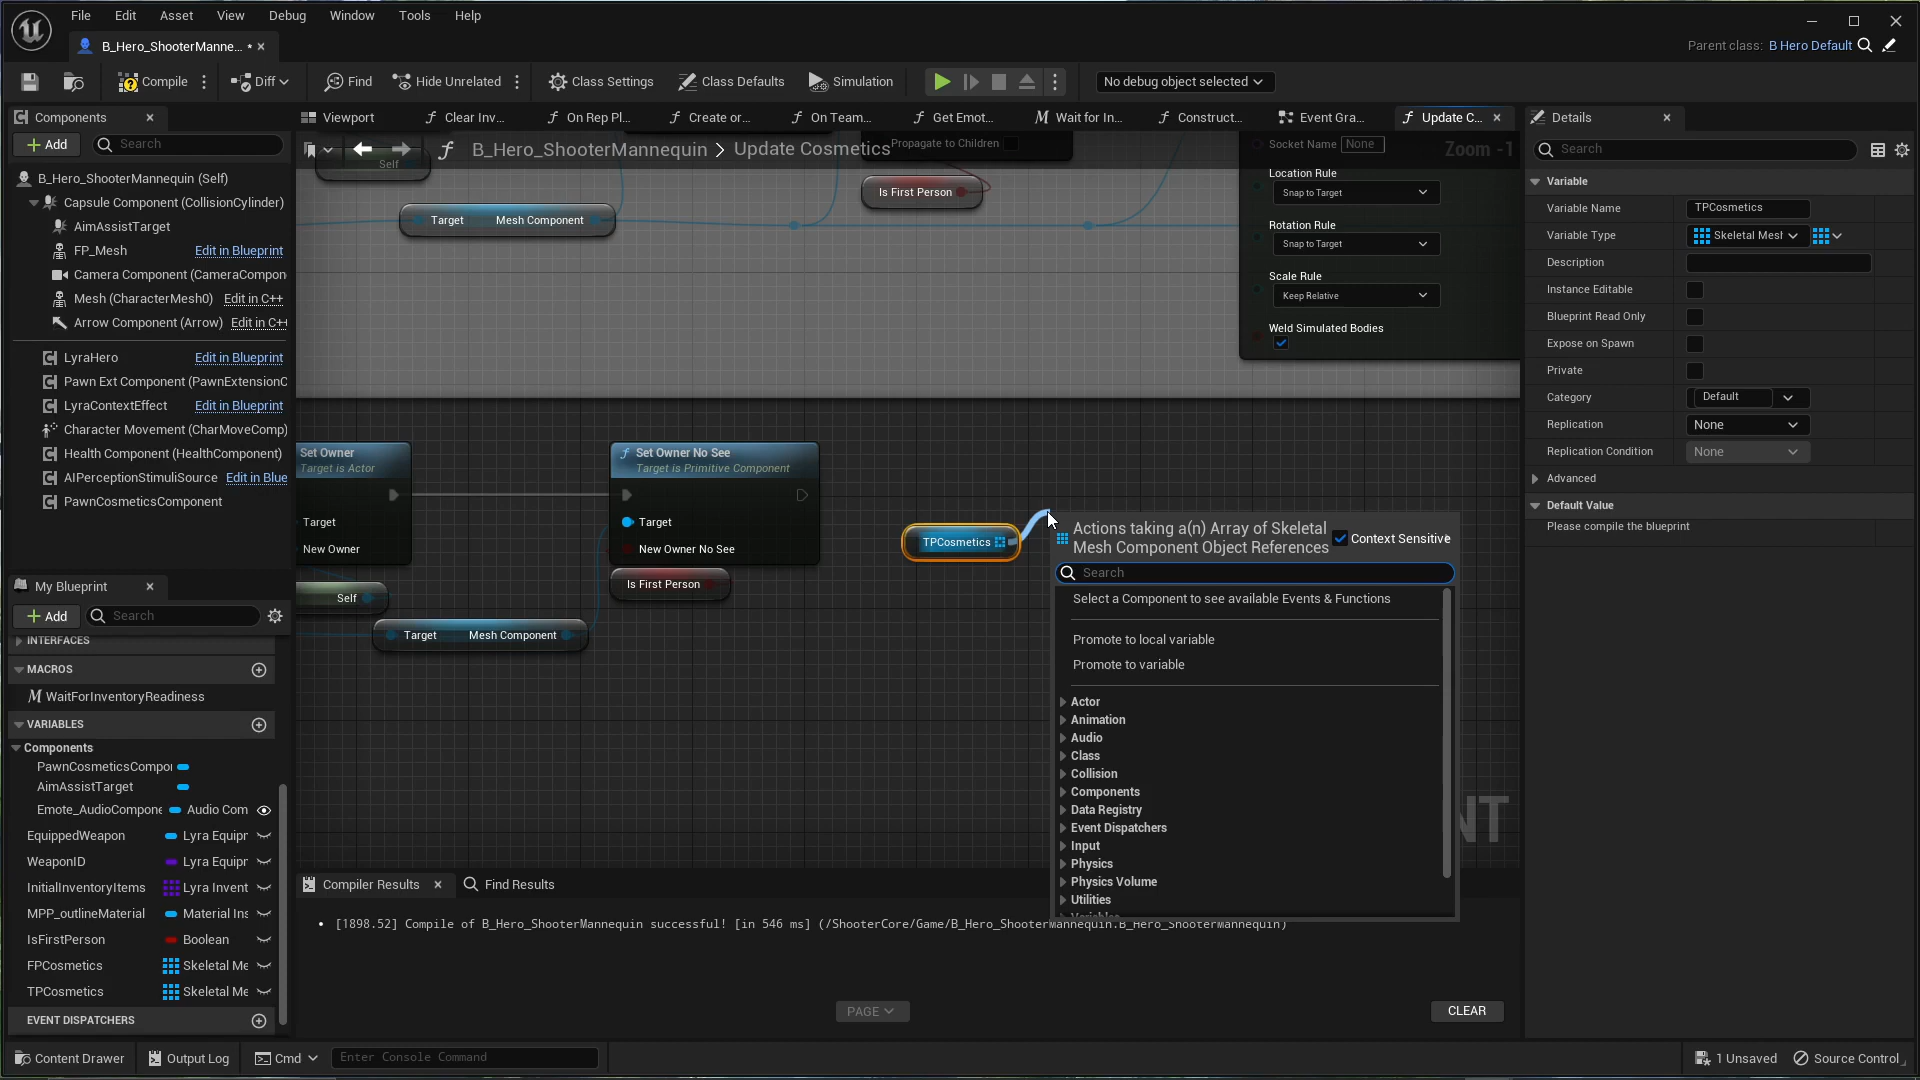 File Edit Asset View Debug Window Tools Help
B_Hero_ShooterManne... • ×
Parent class: B Hero Default
Compile Diff Find Hide Unrelated Class Settings Class Defaults Simulation No debug object selected
Components
Add Search
B_Hero_ShooterMannequin (Self)
Capsule Component (CollisionCylinder)
AimAssistTarget
FP_Mesh Edit in Blueprint
Camera Component (CameraCompon
Mesh (CharacterMesh0) Edit in C++
Arrow Component (Arrow) Edit in C++
LyraHero Edit in Blueprint
Pawn Ext Component (PawnExtensionC
LyraContextEffect Edit in Blueprint
Character Movement (CharMoveComp)
Health Component (HealthComponent)
AIPerceptionStimuliSource Edit in Blue
PawnCosmeticsComponent
My Blueprint
Add Search
INTERFACES
MACROS
WaitForInventoryReadiness
VARIABLES
Components
PawnCosmeticsCompoı
AimAssistTarget
Emote_AudioCompone Audio Com
EquippedWeapon Lyra Equipr
WeaponID Lyra Equipr
InitialInventoryItems Lyra Invent
MPP_outlineMaterial Material Ins
IsFirstPerson Boolean
FPCosmetics Skeletal Me
TPCosmetics Skeletal Me
EVENT DISPATCHERS
Viewport Clear Inv... On Rep Pl... Create or... On Team... Get Emot... Wait for In... Construct... Event Gra... Update C...
B_Hero_ShooterMannequin > Update Cosmetics
Zoom -1
Self
Propagate to Children
Is First Person
Target Mesh Component
Socket Name None
Location Rule
Snap to Target
Rotation Rule
Snap to Target
Scale Rule
Keep Relative
Weld Simulated Bodies
Set Owner
Target is Actor
Target
New Owner
Self
Set Owner No See
Target is Primitive Component
Target
New Owner No See
Is First Person
Target Mesh Component
TPCosmetics
Actions taking a(n) Array of Skeletal
Mesh Component Object References
Context Sensitive
Search
Select a Component to see available Events & Functions
Promote to local variable
Promote to variable
Actor
Animation
Audio
Class
Collision
Components
Data Registry
Event Dispatchers
Input
Physics
Physics Volume
Utilities
Variables
NT
Compiler Results Find Results
[1898.52] Compile of B_Hero_ShooterMannequin successful! [in 546 ms] (/ShooterCore/Game/B_Hero_ShooterMannequin.B_Hero_ShooterMannequin)
PAGE
CLEAR
Details
Search
Variable
Variable Name TPCosmetics
Variable Type Skeletal Mesł
Description
Instance Editable
Blueprint Read Only
Expose on Spawn
Private
Category Default
Replication None
Replication Condition None
Advanced
Default Value
Please compile the blueprint
Content Drawer Output Log Cmd Enter Console Command
1 Unsaved Source Control